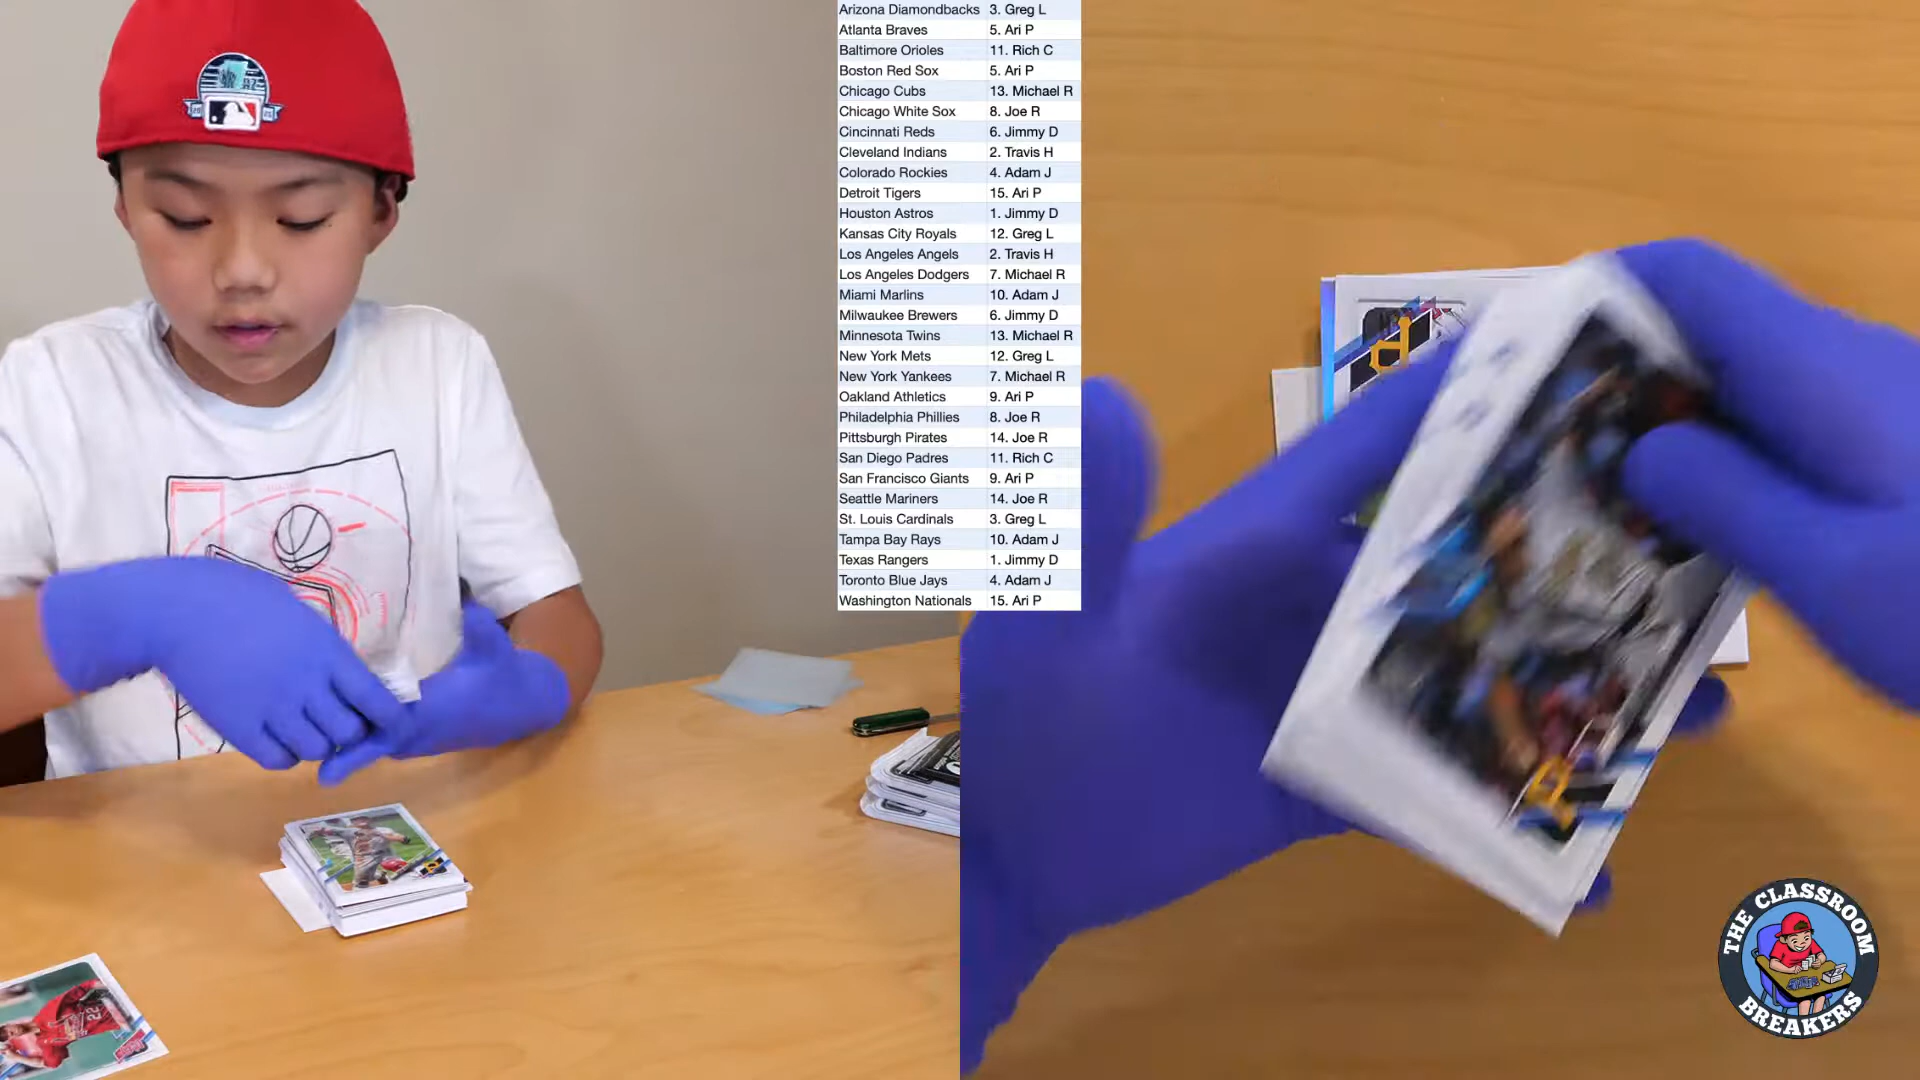 Arizona Diamondbacks 3. Greg L
Atlanta Braves 5. Ari P
Baltimore Orioles 11. Rich C
Boston Red Sox 5. Ari P
Chicago Cubs 13. Michael R
Chicago White Sox 8. Joe R
Cincinnati Reds 6. Jimmy D
Cleveland Indians 2. Travis H
Colorado Rockies 4. Adam J
Detroit Tigers 15. Ari P
Houston Astros 1. Jimmy D
Kansas City Royals 12. Greg L
Los Angeles Angels 2. Travis H
Los Angeles Dodgers 7. Michael R
Miami Marlins 10. Adam J
Milwaukee Brewers 6. Jimmy D
Minnesota Twins 13. Michael R
New York Mets 12. Greg L
New York Yankees 7. Michael R
Oakland Athletics 9. Ari P
Philadelphia Phillies 8. Joe R
Pittsburgh Pirates 14. Joe R
San Diego Padres 11. Rich C
San Francisco Giants 9. Ari P
Seattle Mariners 14. Joe R
St. Louis Cardinals 3. Greg L
Tampa Bay Rays 10. Adam J
Texas Rangers 1. Jimmy D
Toronto Blue Jays 4. Adam J
Washington Nationals 15. Ari P
THE CLASSROOM
BREAKERS